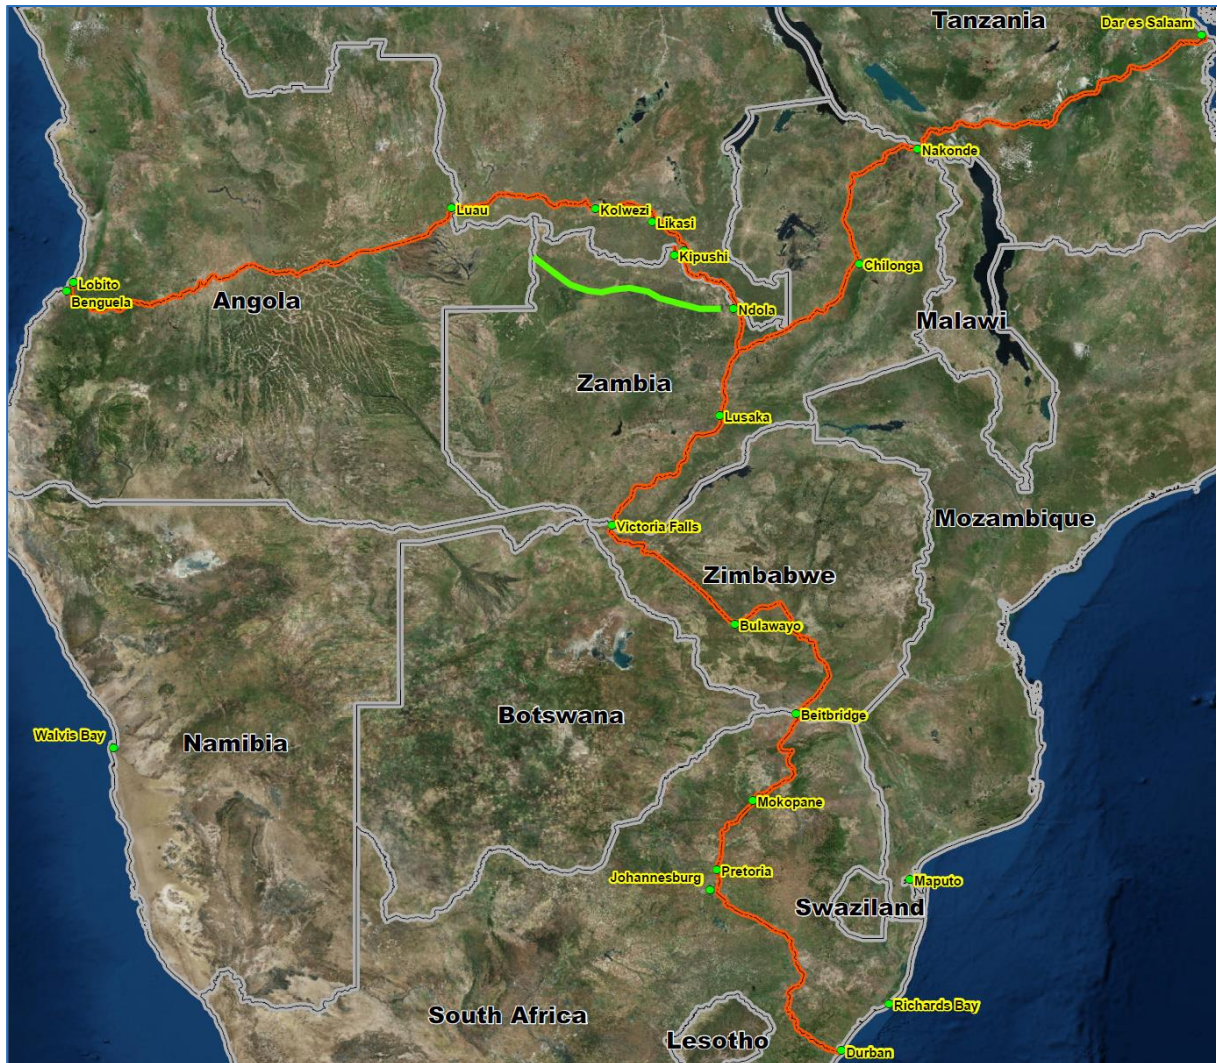 Tanzania
Dar es Salaam
Nakonde
Luau
Kolwezi
Likasi
Kipushi
Chilonga
Lobito
Benguela
Angola
Ndola
Malawi
Zambia
Lusaka
Mozambique
Victoria Falls
Zimbabwe
Bulawayo
Botswana
Beitbridge
Walvis Bay
Namibia
Mokopane
Pretoria
Johannesburg
Maputo
Swaziland
Richards Bay
South Africa
Lesotho
Durban